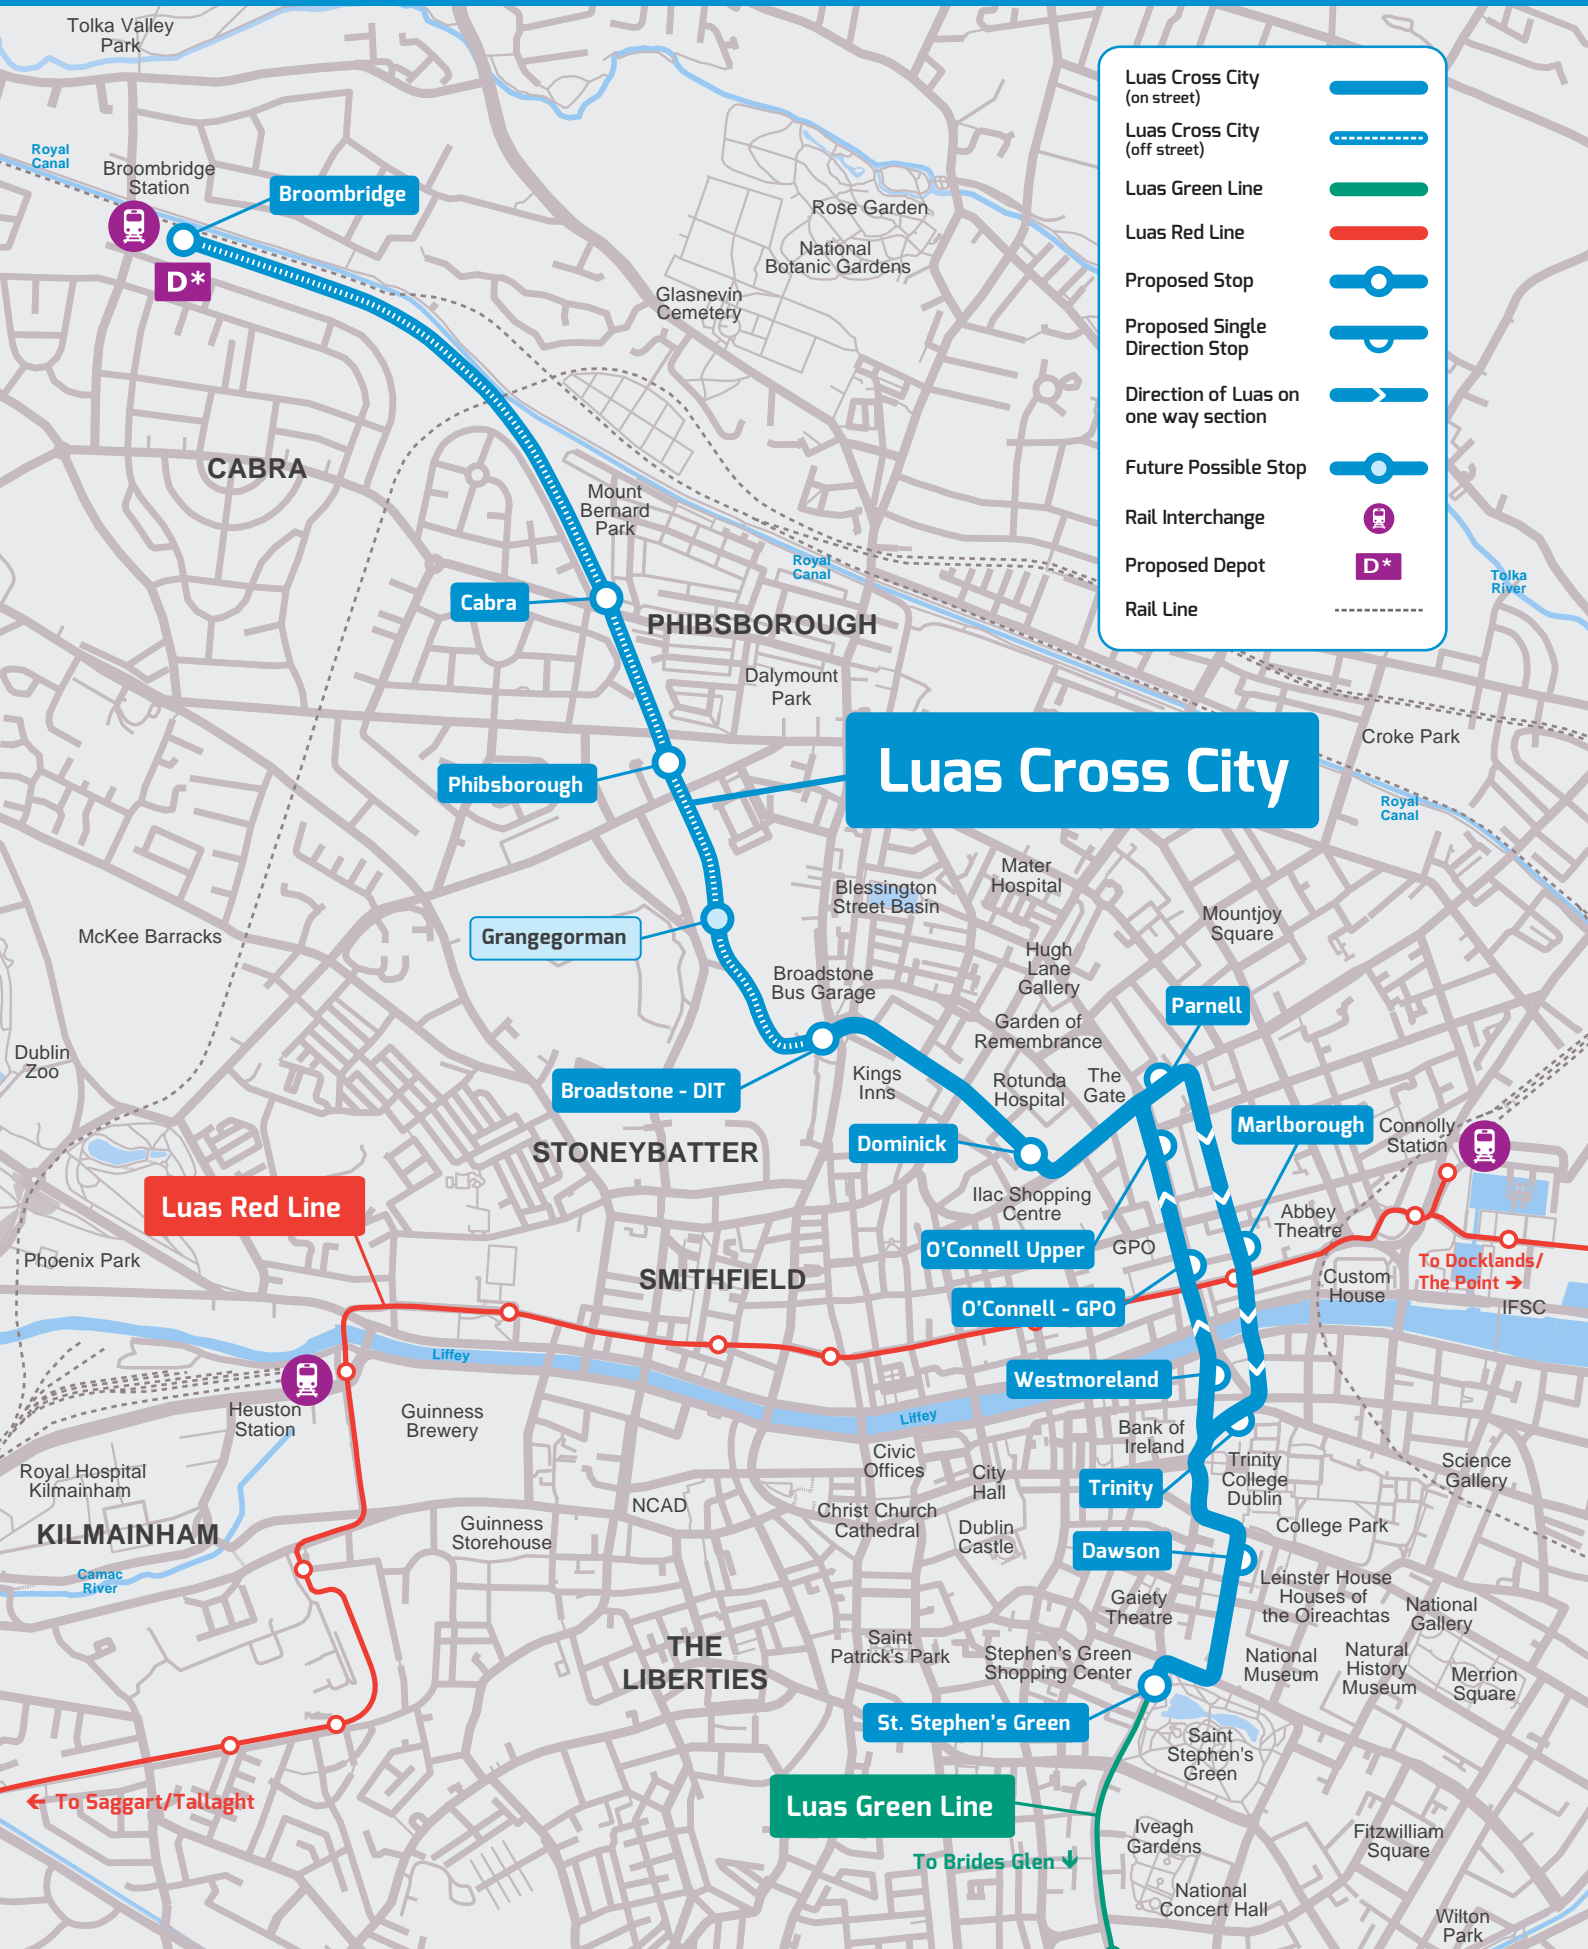 Tolka Valley
Park
Royal
Canal
Broombridge
Station
Broombridge
D*
Rose Garden
National
Botanic Gardens
Glasnevin
Cemetery
Luas Cross City
(on street)
Luas Cross City
(off street)
Luas Green Line
Luas Red Line
Proposed Stop
Proposed Single
Direction Stop
Direction of Luas on
one way section
Future Possible Stop
Rail Interchange
Proposed Depot
D*
Rail Line
CABRA
Mount
Bernard
Park
Royal
Canal
Tolka
River
Cabra
PHIBSBOROUGH
Dalymount
Park
Croke Park
Luas Cross City
Phibsborough
Royal
Canal
Mater
Hospital
Blessington
Street Basin
Mountjoy
Square
McKee Barracks
Grangegorman
Hugh
Lane
Gallery
Broadstone
Bus Garage
Parnell
Garden of
Remembrance
Dublin
Zoo
Kings
Inns
Rotunda
Hospital
The
Gate
Broadstone - DIT
Marlborough
Connolly
Station
Dominick
STONEYBATTER
Ilac Shopping
Centre
Luas Red Line
Abbey
Theatre
O'Connell Upper
GPO
Phoenix Park
To Docklands/
The Point →
SMITHFIELD
Custom
House
O'Connell - GPO
IFSC
Liffey
Westmoreland
Heuston
Station
Guinness
Brewery
Liffey
Bank of
Ireland
Civic
Offices
Trinity
College
Dublin
Science
Gallery
Royal Hospital
Kilmainham
City
Hall
Trinity
NCAD
Christ Church
Cathedral
KILMAINHAM
Guinness
Storehouse
Dublin
Castle
College Park
Dawson
Camac
River
Leinster House
Houses of
the Oireachtas
Gaiety
Theatre
National
Gallery
THE
LIBERTIES
Saint
Patrick's Park
Stephen's Green
Shopping Center
National
Museum
Natural
History
Museum
Merrion
Square
St. Stephen's Green
Saint
Stephen's
Green
← To Saggart/Tallaght
Luas Green Line
Iveagh
Gardens
Fitzwilliam
Square
To Brides Glen ↓
National
Concert Hall
Wilton
Park